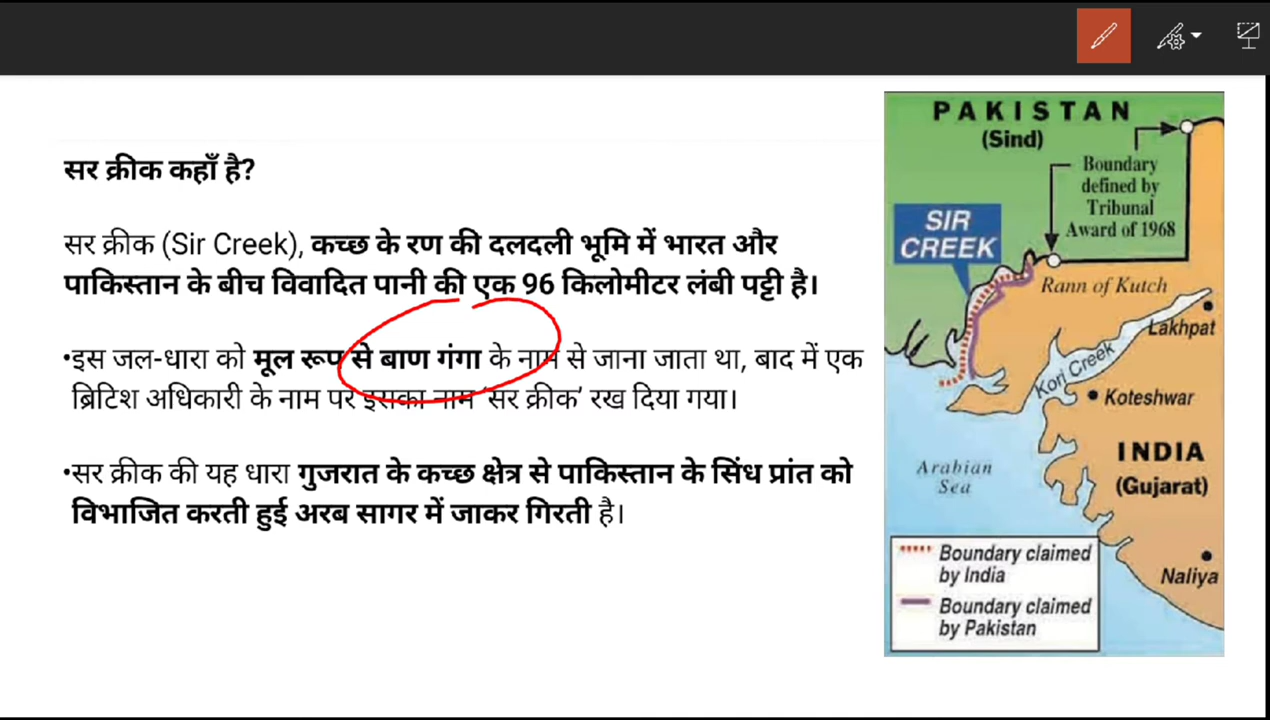 सर क्रीक कहाँ है?
सर क्रीक (Sir Creek), कच्छ के रण की दलदली भूमि में भारत और
पाकिस्तान के बीच विवादित पानी की एक 96 किलोमीटर लंबी पट्टी है।
•इस जल-धारा को मूल रूप से बाण गंगा के नाम से जाना जाता था, बाद में एक
ब्रिटिश अधिकारी के नाम पर इसका नाम ‘सर क्रीक’ रख दिया गया।
•सर क्रीक की यह धारा गुजरात के कच्छ क्षेत्र से पाकिस्तान के सिंध प्रांत को
विभाजित करती हुई अरब सागर में जाकर गिरती है।
PAKISTAN
(Sind)
Boundary
defined by
Tribunal
Award of 1968
SIR
CREEK
Rann of Kutch
Lakhpat
Kori Creek
Koteshwar
INDIA
(Gujarat)
Arabian
Sea
Naliya
Boundary claimed
by India
Boundary claimed
by Pakistan